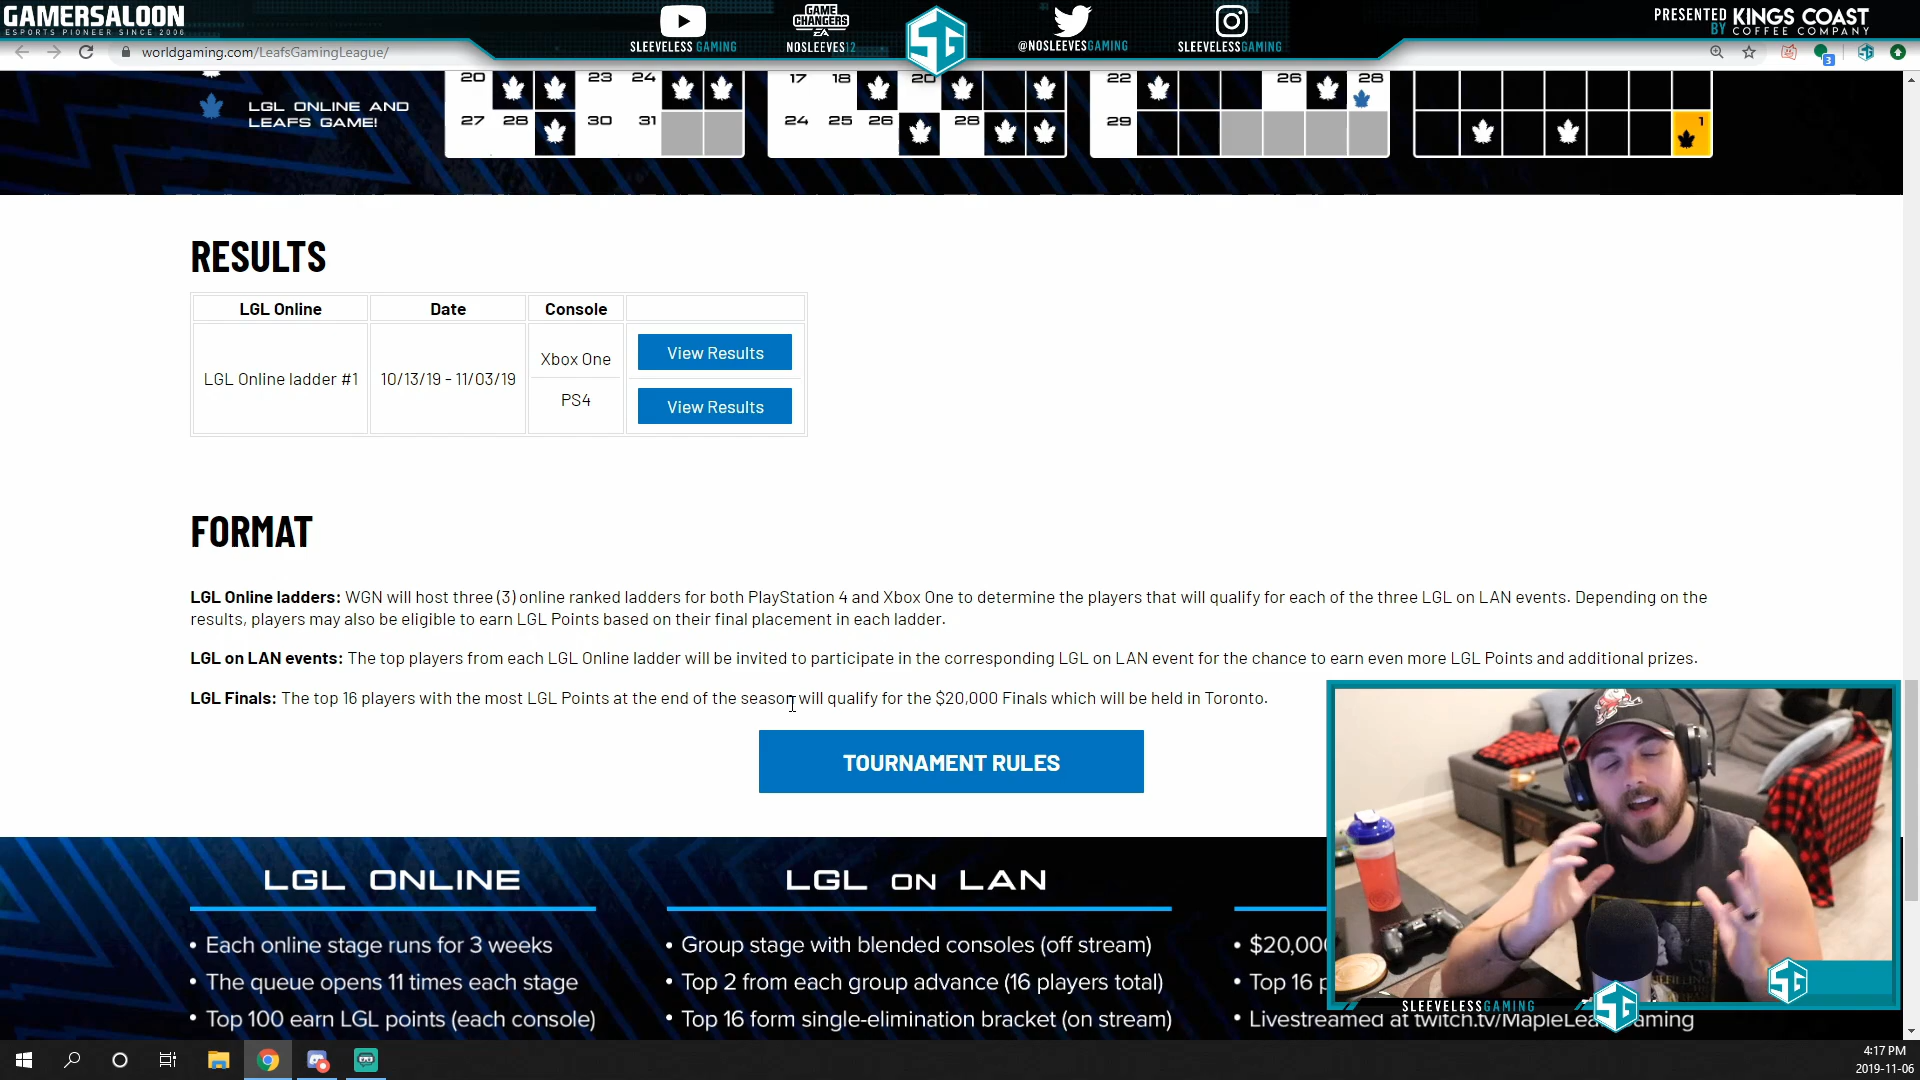 GAMERSALOON
ESPORTS PIONEER SINCE 2006
SLEEVELESS GAMING
GAME CHANGERS
EA
NOSLEEVES12
SG
@NOSLEEVESGAMING
SLEEVELESSGAMING
PRESENTED BY KINGS COAST COFFEE COMPANY
worldgaming.com/LeafsGamingLeague/
3
LGL ONLINE AND
LEAFS GAME!
20 23 24 17 18 20 22 26 28
27 28 30 31 24 25 26 28 29 1
RESULTS
LGL Online Date Console
LGL Online ladder #1 10/13/19 - 11/03/19
Xbox One View Results
PS4 View Results
FORMAT
LGL Online ladders: WGN will host three (3) online ranked ladders for both PlayStation 4 and Xbox One to determine the players that will qualify for each of the three LGL on LAN events. Depending on the
results, players may also be eligible to earn LGL Points based on their final placement in each ladder.
LGL on LAN events: The top players from each LGL Online ladder will be invited to participate in the corresponding LGL on LAN event for the chance to earn even more LGL Points and additional prizes.
LGL Finals: The top 16 players with the most LGL Points at the end of the season will qualify for the $20,000 Finals which will be held in Toronto.
TOURNAMENT RULES
LGL ONLINE
• Each online stage runs for 3 weeks
• The queue opens 11 times each stage
• Top 100 earn LGL points (each console)
LGL ON LAN
• Group stage with blended consoles (off stream)
• Top 2 from each group advance (16 players total)
• Top 16 form single-elimination bracket (on stream)
• $20,000
• Top 16 p
• Livestreamed at twitch.tv/MapleLea aming
SLEEVELESSGAMING
SG
SG
4:17 PM
2019-11-06